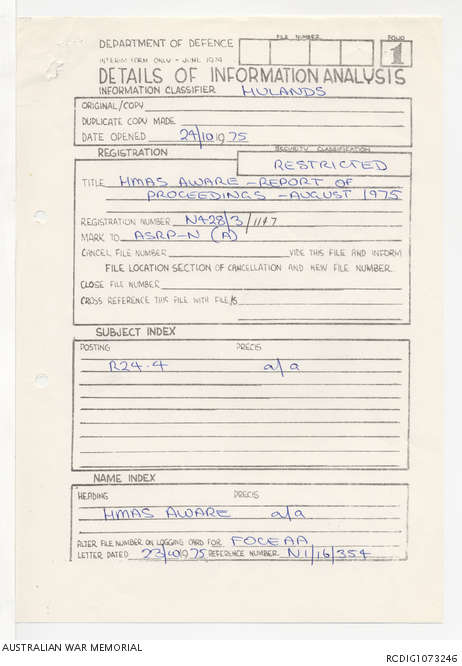 FILE NUMBER
FOLIO
DEPARTMENT OF DEFENCE
1
INTERIM FORM ONLY - JUNE 1974
DETAILS OF INFORMATION ANALYSIS
INFORMATION CLASSIFIER HULANDS
ORIGINAL/COPY
DUPLICATE COPY MADE
DATE OPENED 24/10/1975
REGISTRATION
SECURITY CLASSIFICATION
RESTRICTED
TITLE HMAS AWARE - REPORT OF
PROCEEDINGS - AUGUST 1975
REGISTRATION NUMBER N428/3/1147
MARK TO ASRP-N (A)
CANCEL FILE NUMBER VICE THIS FILE AND INFORM
FILE LOCATION SECTION OF CANCELLATION AND NEW FILE NUMBER
CLOSE FILE NUMBER
CROSS REFERENCE THIS FILE WITH FILE/S
SUBJECT INDEX
POSTING PRECIS
R24.4 a/a
NAME INDEX
HEADING PRECIS
HMAS AWARE a/a
ALTER FILE NUMBER ON LOGGING CARD FOR FOCEAA
LETTER DATED 23/10/1975 REFERENCE NUMBER N1/16/354
AUSTRALIAN WAR MEMORIAL
RCDIG1073246